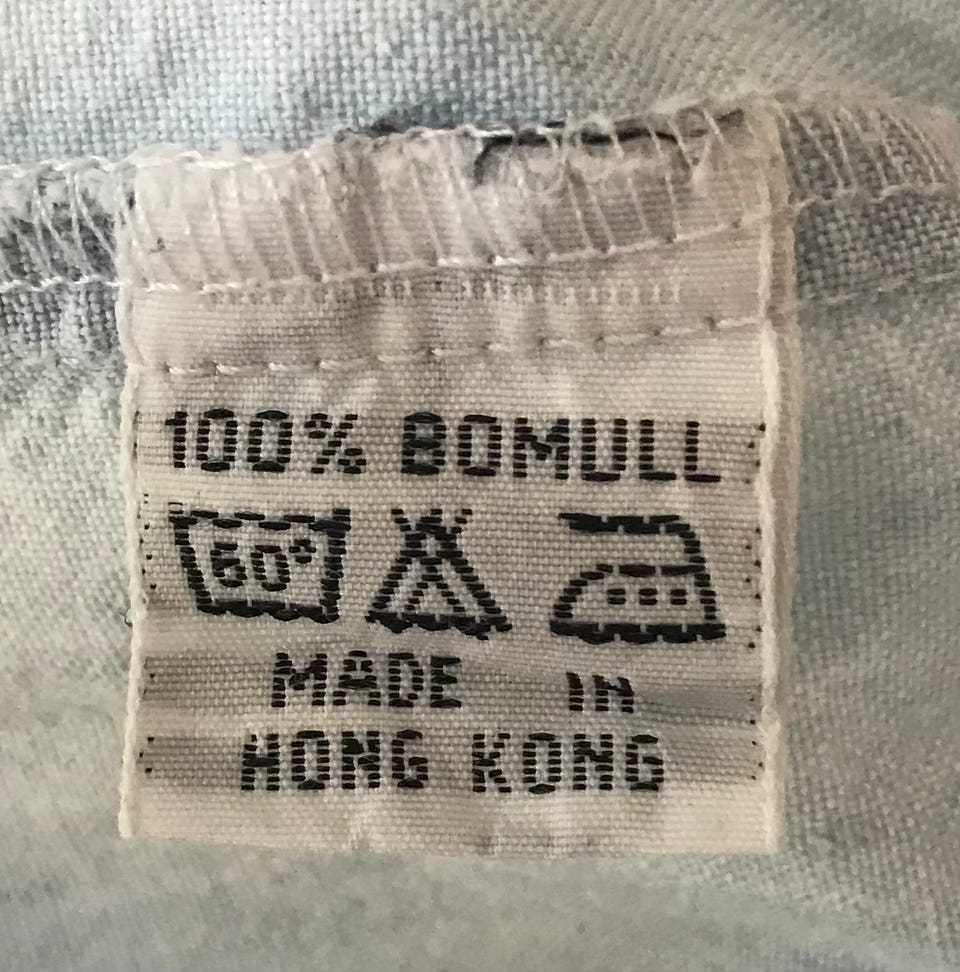 100% BOMULL
60°
MADE IN
HONG KONG